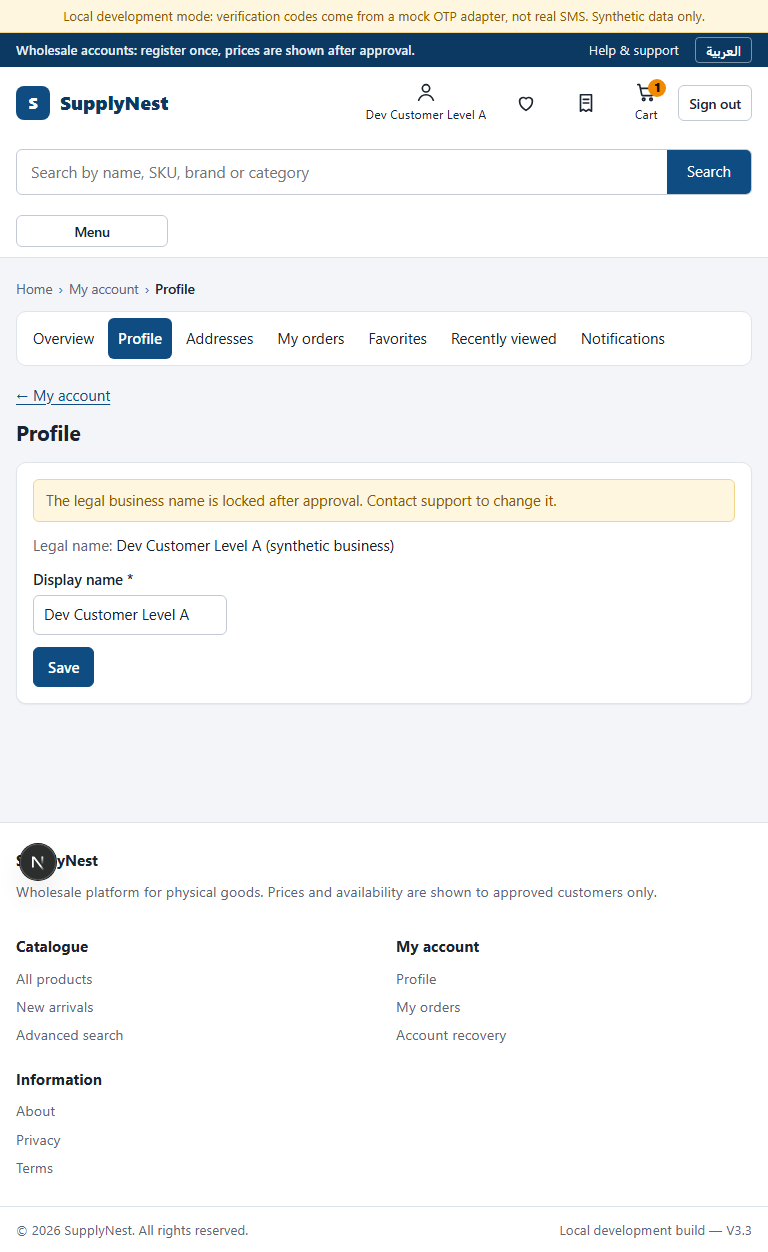 Local development mode: verification codes come from a mock OTP adapter, not real SMS. Synthetic data only.
Wholesale accounts: register once, prices are shown after approval.
Help & support
العربية
S
SupplyNest
Dev Customer Level A
1
Cart
Sign out
Search by name, SKU, brand or category
Search
Menu
Home › My account › Profile
Overview
Profile
Addresses
My orders
Favorites
Recently viewed
Notifications
← My account
Profile
The legal business name is locked after approval. Contact support to change it.
Legal name: Dev Customer Level A (synthetic business)
Display name *
Dev Customer Level A
Save
N
yNest
Wholesale platform for physical goods. Prices and availability are shown to approved customers only.
Catalogue
All products
New arrivals
Advanced search
My account
Profile
My orders
Account recovery
Information
About
Privacy
Terms
© 2026 SupplyNest. All rights reserved.
Local development build — V3.3